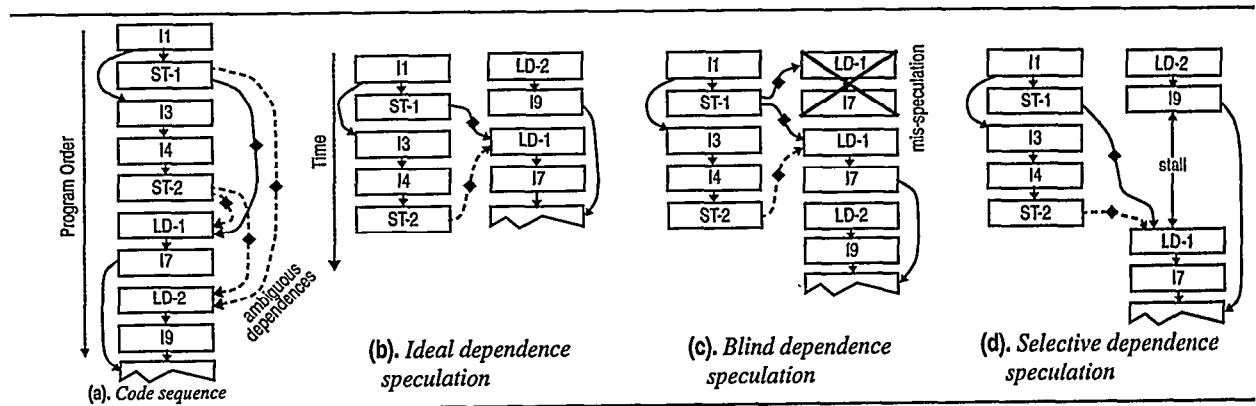 Program Order
I1
ST-1
I3
I4
ST-2
LD-1
I7
LD-2
I9
ambiguous
dependences
(a). Code sequence
Time
I1
ST-1
I3
I4
ST-2
LD-2
I9
LD-1
I7
(b). Ideal dependence
speculation
I1
ST-1
I3
I4
ST-2
LD-1
I7
mis-speculation
LD-1
I7
LD-2
I9
(c). Blind dependence
speculation
I1
ST-1
I3
I4
ST-2
LD-2
I9
stall
LD-1
I7
(d). Selective dependence
speculation